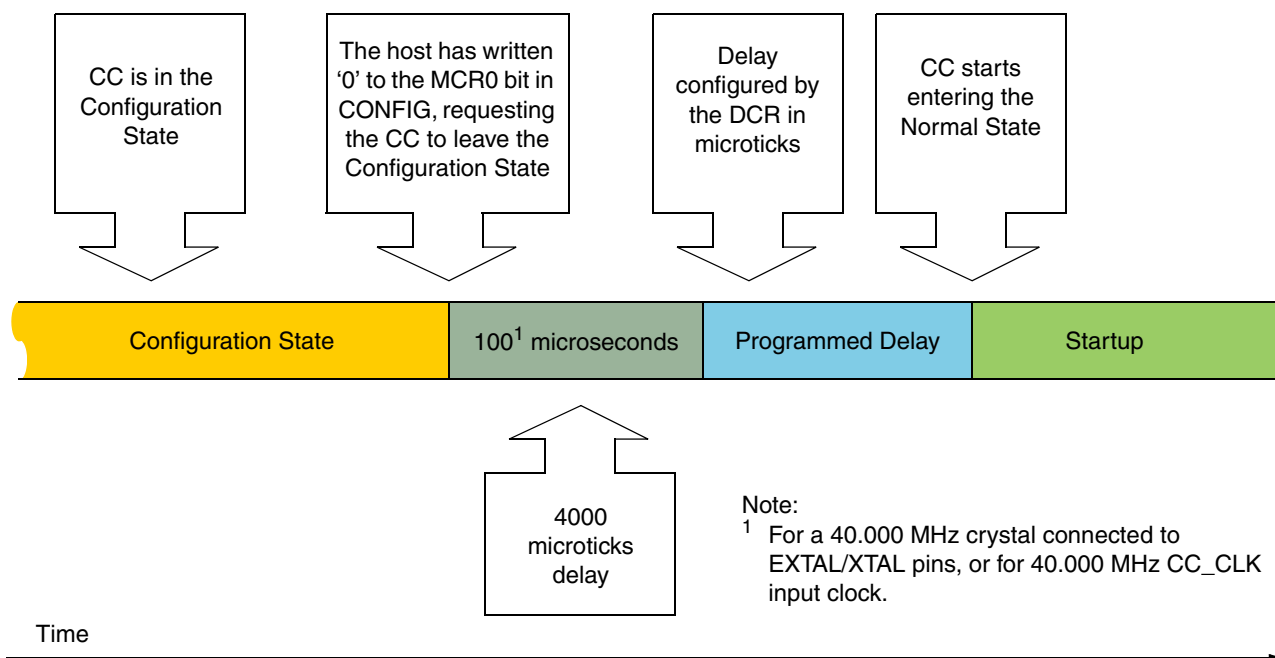 CC is in the
Configuration
State
The host has written
‘0’ to the MCR0 bit in
CONFIG, requesting
the CC to leave the
Configuration State
Delay
configured by
the DCR in
microticks
CC starts
entering the
Normal State
Configuration State
100¹ microseconds
Programmed Delay
Startup
4000
microticks
delay
Note:
¹ For a 40.000 MHz crystal connected to
EXTAL/XTAL pins, or for 40.000 MHz CC_CLK
input clock.
Time